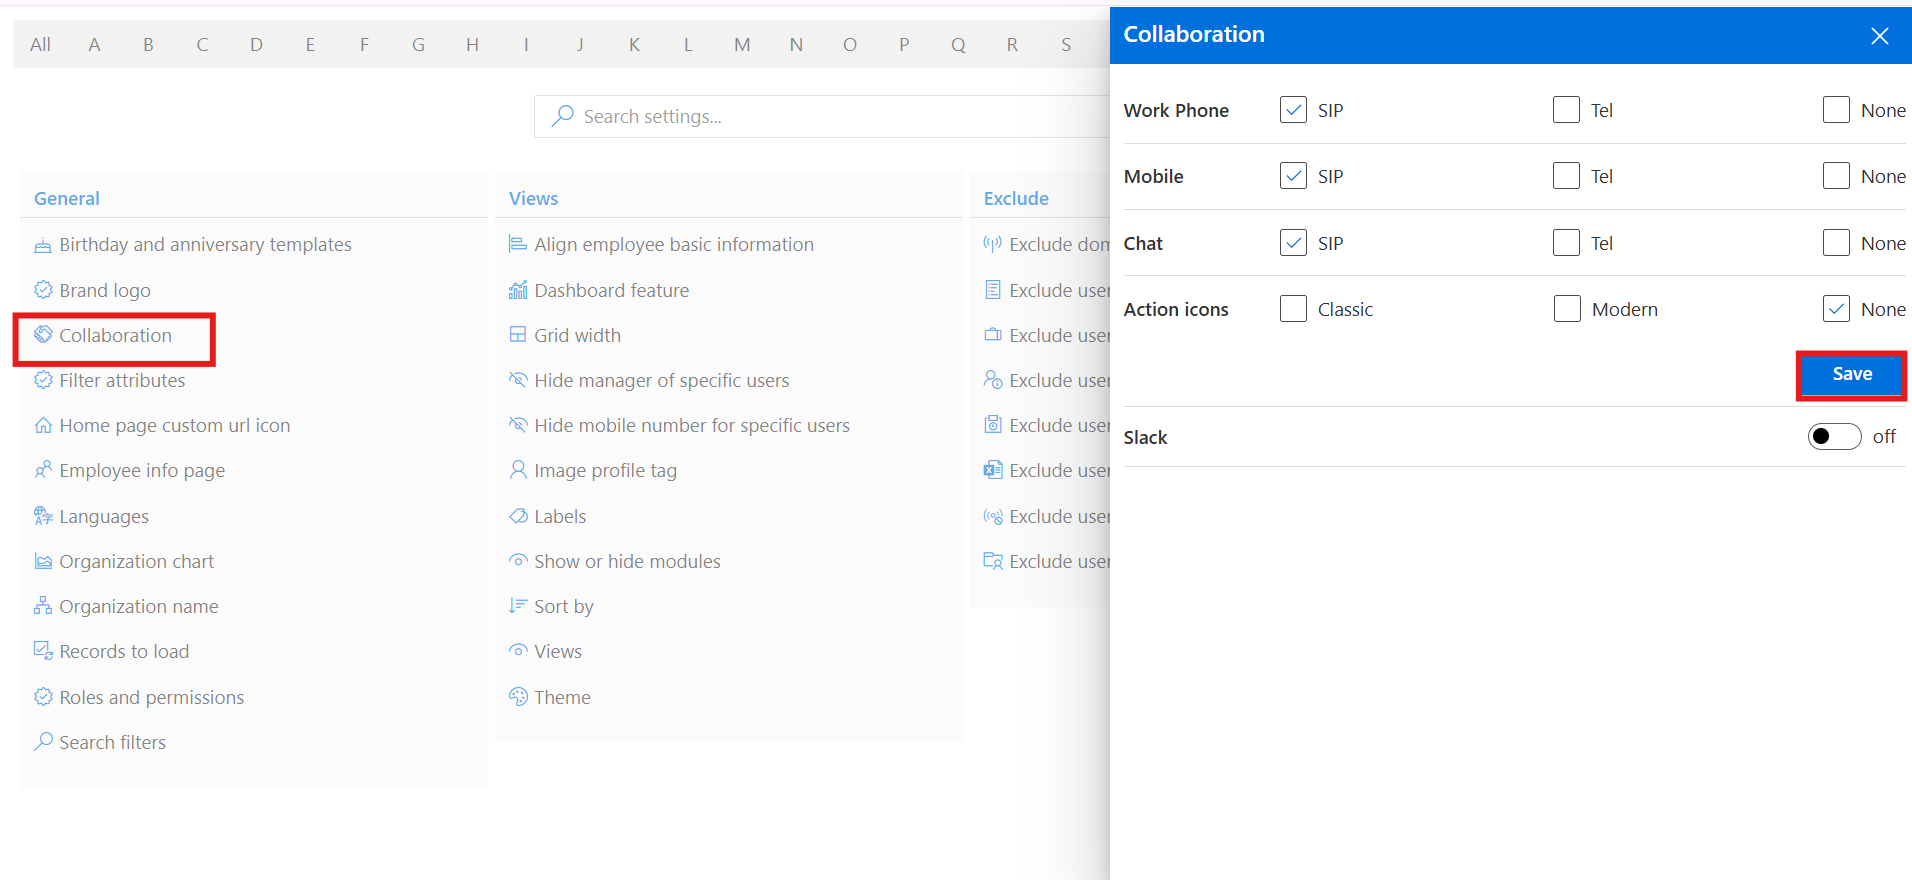 All A B C D E F G H I J K L M N O P Q R S
Search settings...
General
Birthday and anniversary templates
Brand logo
Collaboration
Filter attributes
Home page custom url icon
Employee info page
Languages
Organization chart
Organization name
Records to load
Roles and permissions
Search filters
Views
Align employee basic information
Dashboard feature
Grid width
Hide manager of specific users
Hide mobile number for specific users
Image profile tag
Labels
Show or hide modules
Sort by
Views
Theme
Exclude
Exclude dom
Exclude user
Exclude user
Exclude user
Exclude user
Exclude user
Exclude user
Exclude user
Collaboration
Work Phone SIP Tel None
Mobile SIP Tel None
Chat SIP Tel None
Action icons Classic Modern None
Save
Slack off